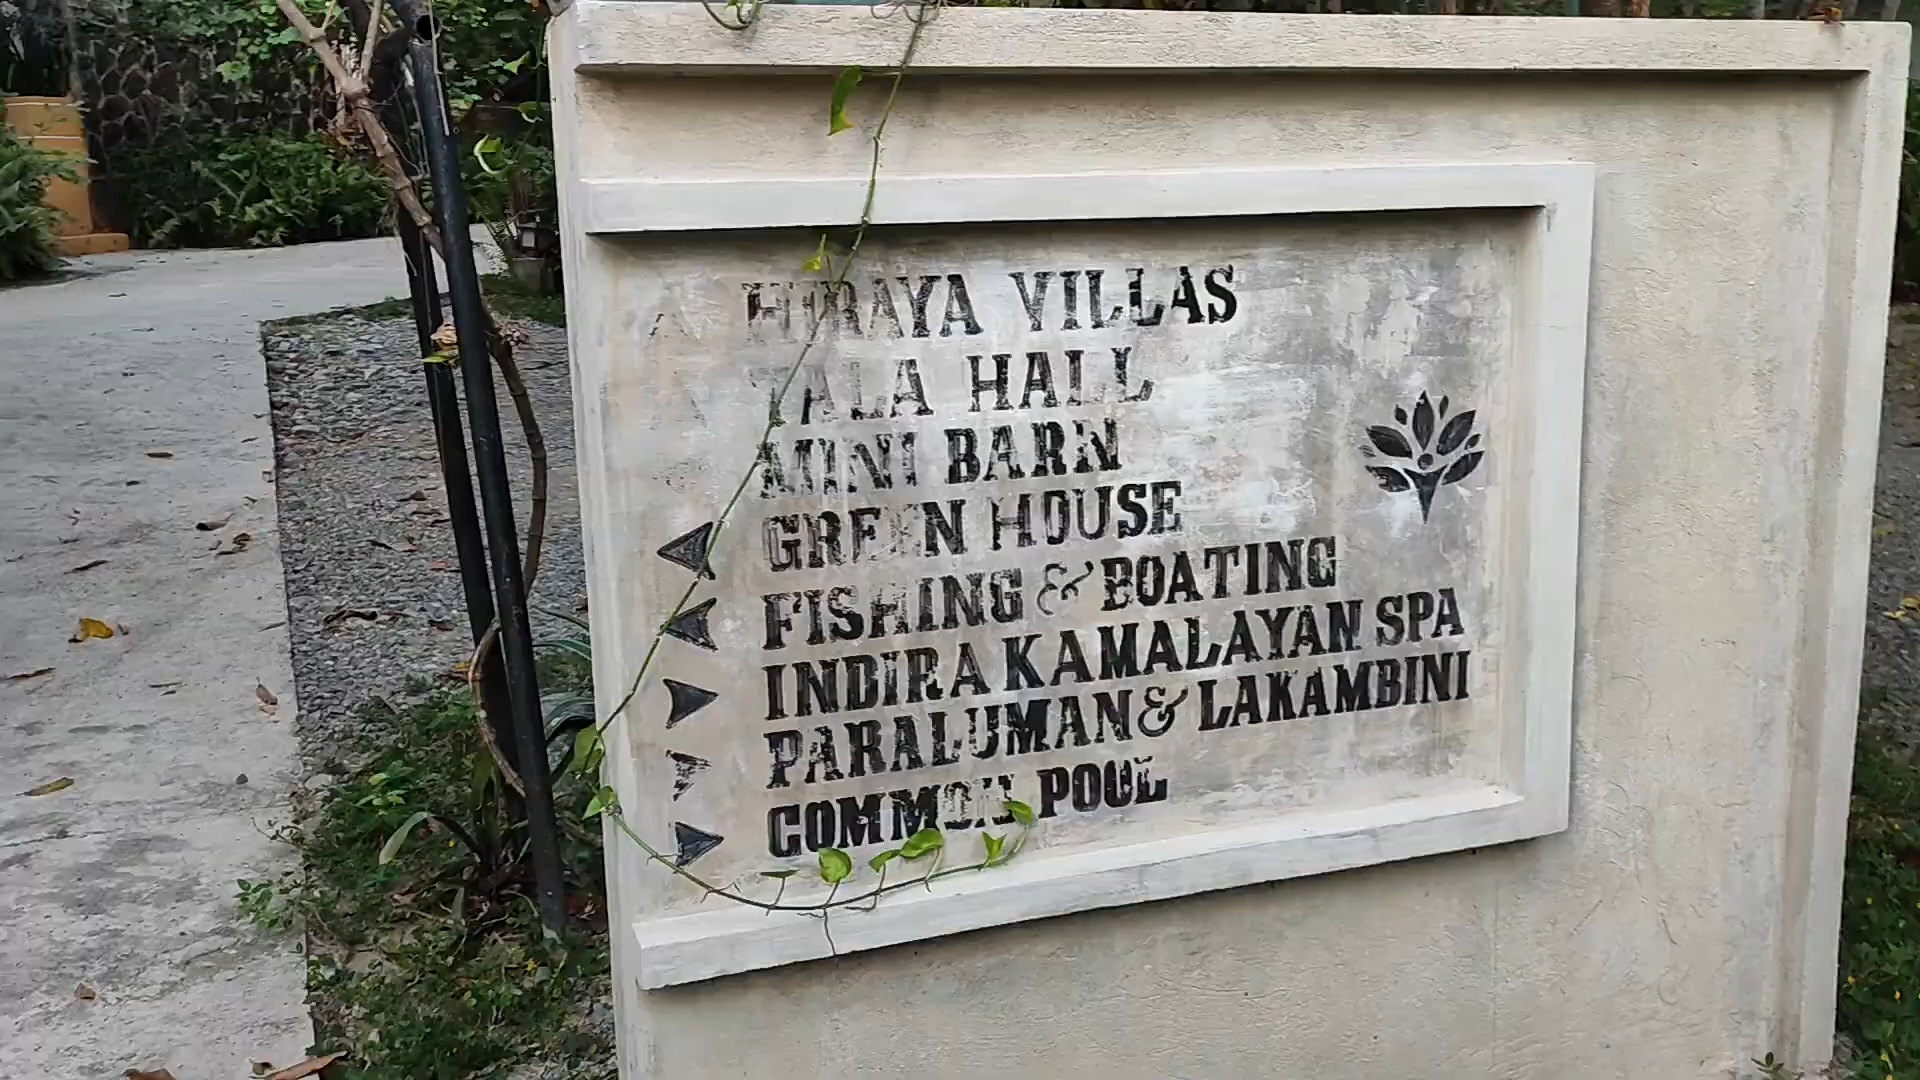 HIRAYA VILLAS
TALA HALL
MINI BARN
GREEN HOUSE
FISHING & BOATING
INDIRA KAMALAYAN SPA
PARALUMAN & LAKAMBINI
COMMON POOL